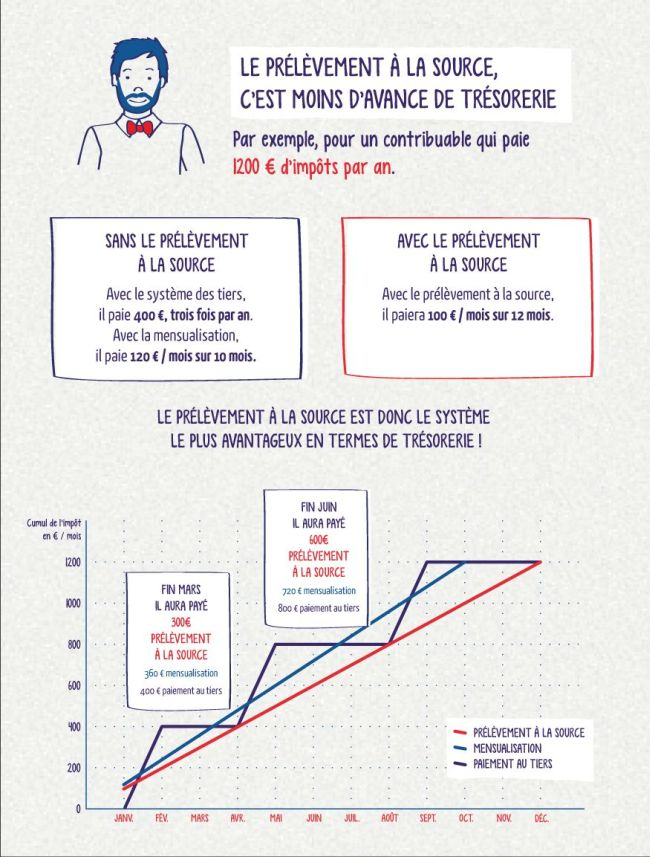 LE PRÉLÈVEMENT À LA SOURCE,
C'EST MOINS D'AVANCE DE TRÉSORERIE
Par exemple, pour un contribuable qui paie
1200 € d'impôts par an.
SANS LE PRÉLÈVEMENT
À LA SOURCE
Avec le système des tiers,
il paie 400 €, trois fois par an.
Avec la mensualisation,
il paie 120 € / mois sur 10 mois.
AVEC LE PRÉLÈVEMENT
À LA SOURCE
Avec le prélèvement à la source,
il paiera 100 € / mois sur 12 mois.
LE PRÉLÈVEMENT À LA SOURCE EST DONC LE SYSTÈME
LE PLUS AVANTAGEUX EN TERMES DE TRÉSORERIE !
Cumul de l'impôt
en € / mois
1200
1000
800
600
400
200
0
FIN MARS
IL AURA PAYÉ
300€
PRÉLÈVEMENT
À LA SOURCE
360 € mensualisation
400 € paiement au tiers
FIN JUIN
IL AURA PAYÉ
600€
PRÉLÈVEMENT
À LA SOURCE
720 € mensualisation
800 € paiement au tiers
PRÉLÈVEMENT À LA SOURCE
MENSUALISATION
PAIEMENT AU TIERS
JANV. FÉV. MARS AVR. MAI JUIN JUIL. AOÛT SEPT. OCT. NOV. DÉC.